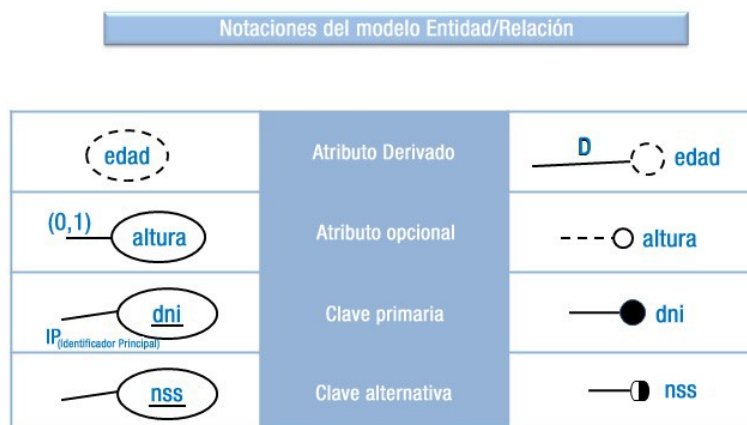 Notaciones del modelo Entidad/Relación
edad
Atributo Derivado
D
edad
(0,1)
altura
Atributo opcional
altura
dni
IP(Identificador Principal)
Clave primaria
dni
nss
Clave alternativa
nss